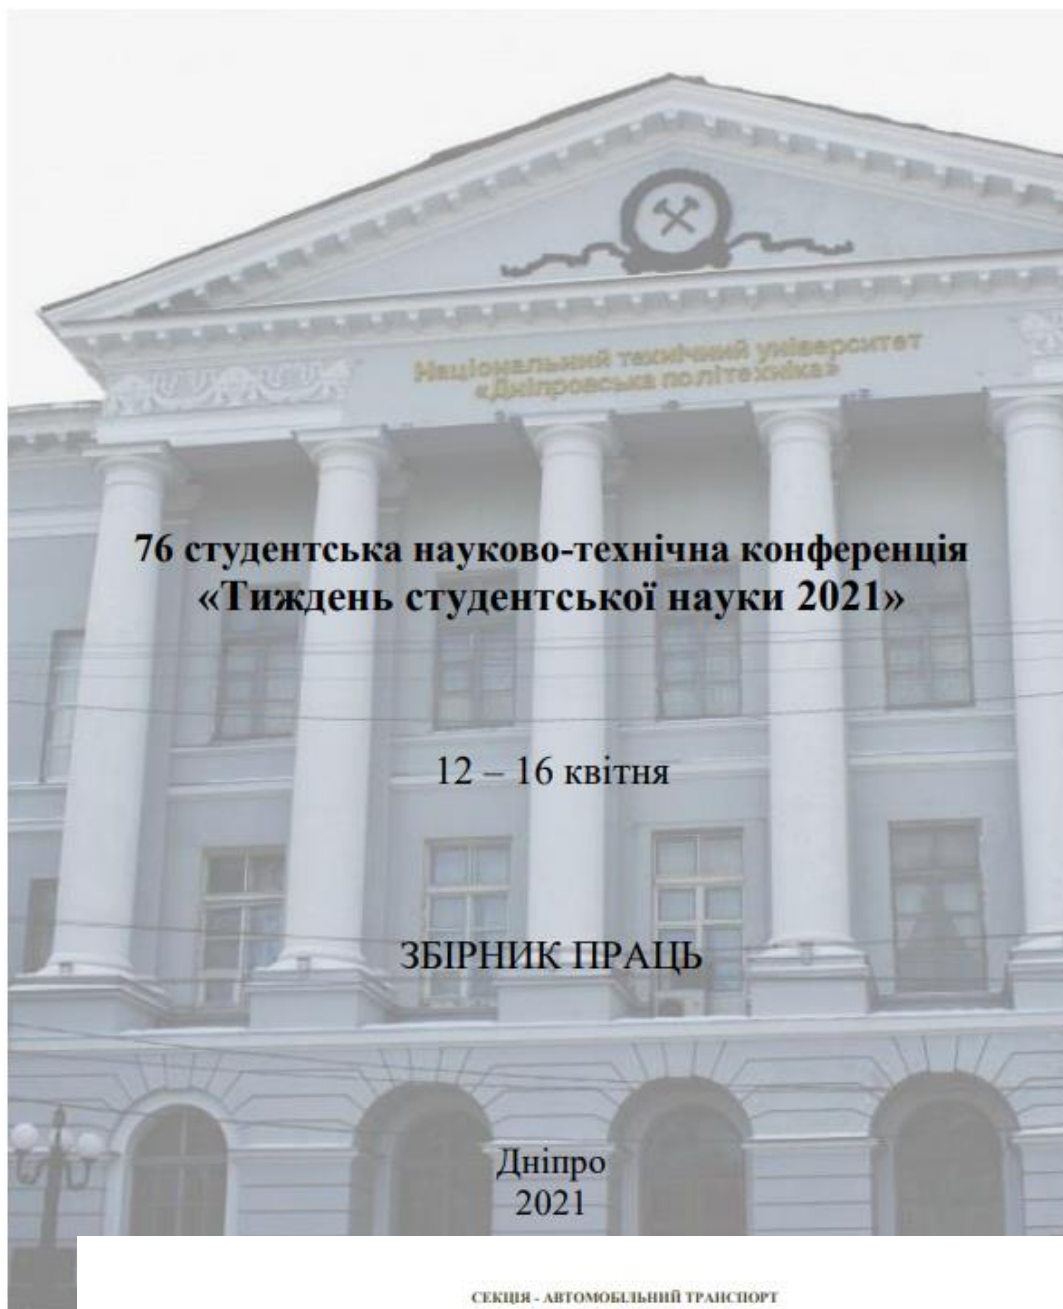 Національний технічний університет
«Дніпровська політехніка»
76 студентська науково-технічна конференція
«Тиждень студентської науки 2021»
12 – 16 квітня
ЗБІРНИК ПРАЦЬ
Дніпро
2021
СЕКЦІЯ - АВТОМОБІЛЬНИЙ ТРАНСПОРТ